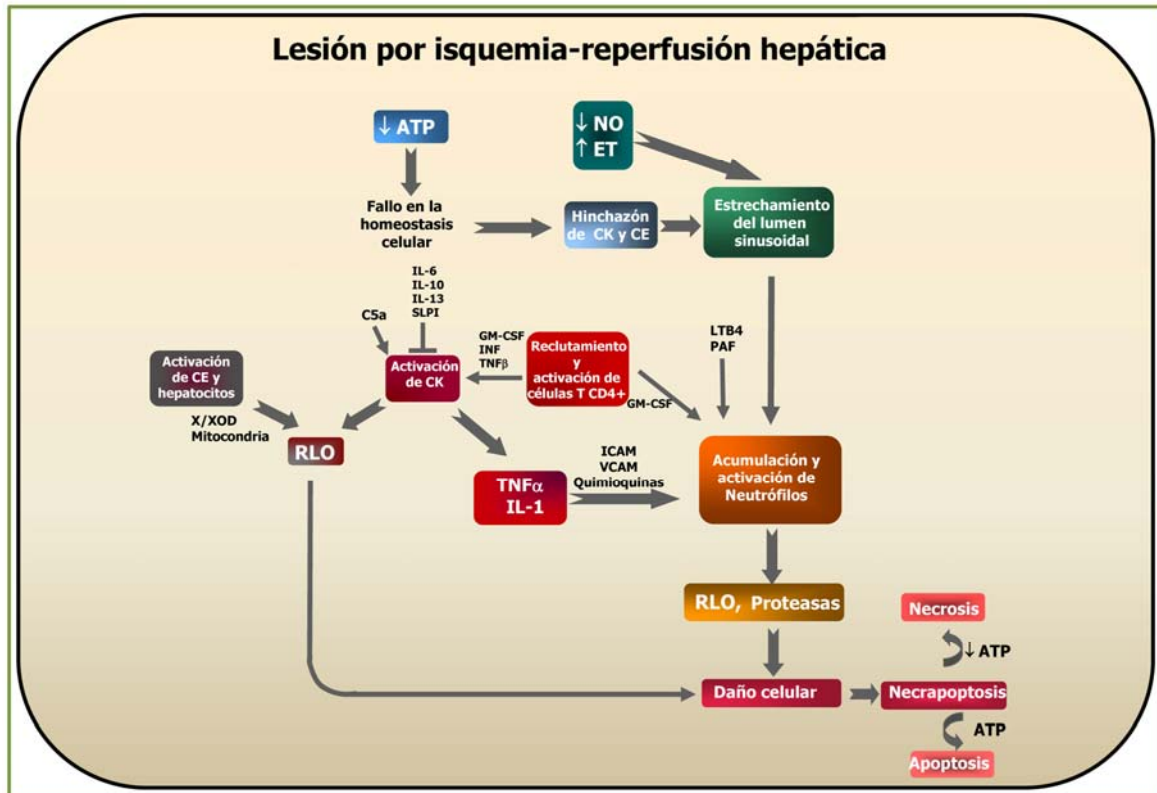 Lesión por isquemia-reperfusión hepática
↓ ATP
↓ NO
↑ ET
Fallo en la
homeostasis
celular
Hinchazón
de CK y CE
Estrechamiento
del lumen
sinusoidal
IL-6
IL-10
IL-13
SLPI
C5a
GM-CSF
INF
TNFβ
Reclutamiento
y
activación de
células T CD4+
LTB4
PAF
Activación
de CE y
hepatocitos
Activación
de CK
GM-CSF
X/XOD
Mitocondria
RLO
TNFα
IL-1
ICAM
VCAM
Quimioquinas
Acumulación y
activación de
Neutrófilos
RLO, Proteasas
Necrosis
↓ ATP
Daño celular
Necrapoptosis
ATP
Apoptosis